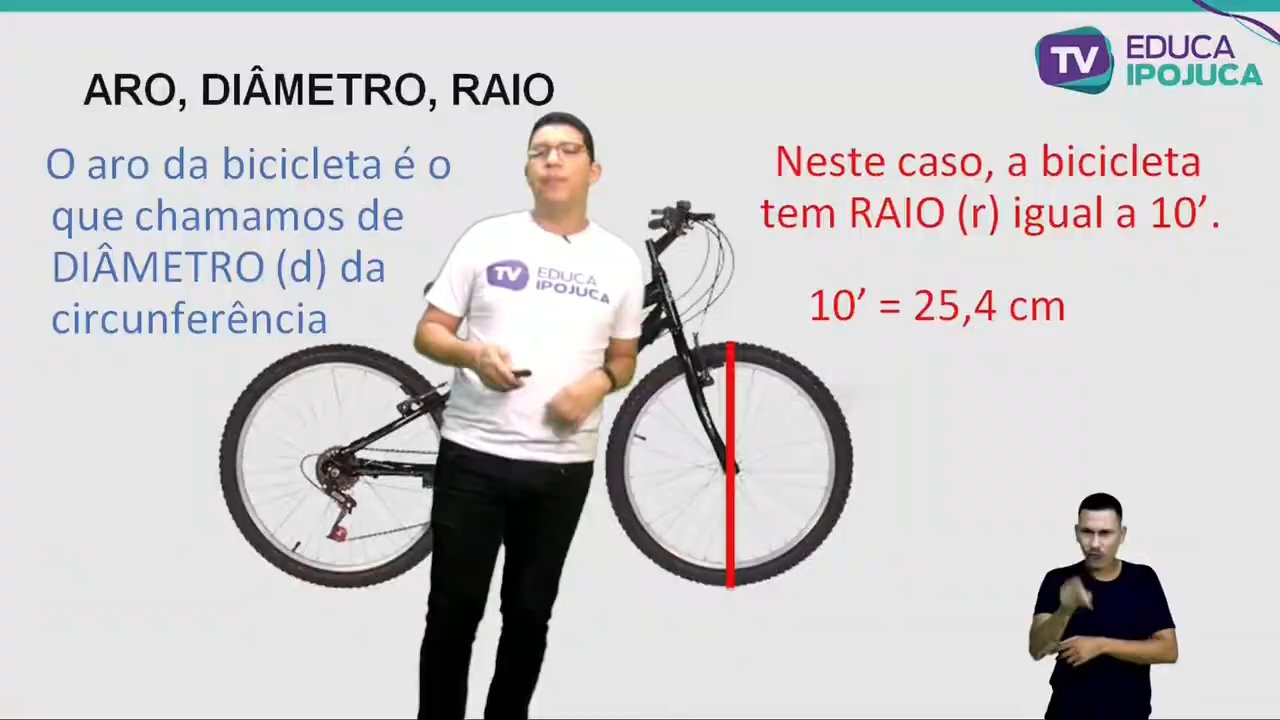 TV EDUCA
IPOJUCA
ARO, DIÂMETRO, RAIO
O aro da bicicleta é o
que chamamos de
DIÂMETRO (d) da
circunferência
Neste caso, a bicicleta
tem RAIO (r) igual a 10’.
10’ = 25,4 cm
TV EDUCA
IPOJUCA